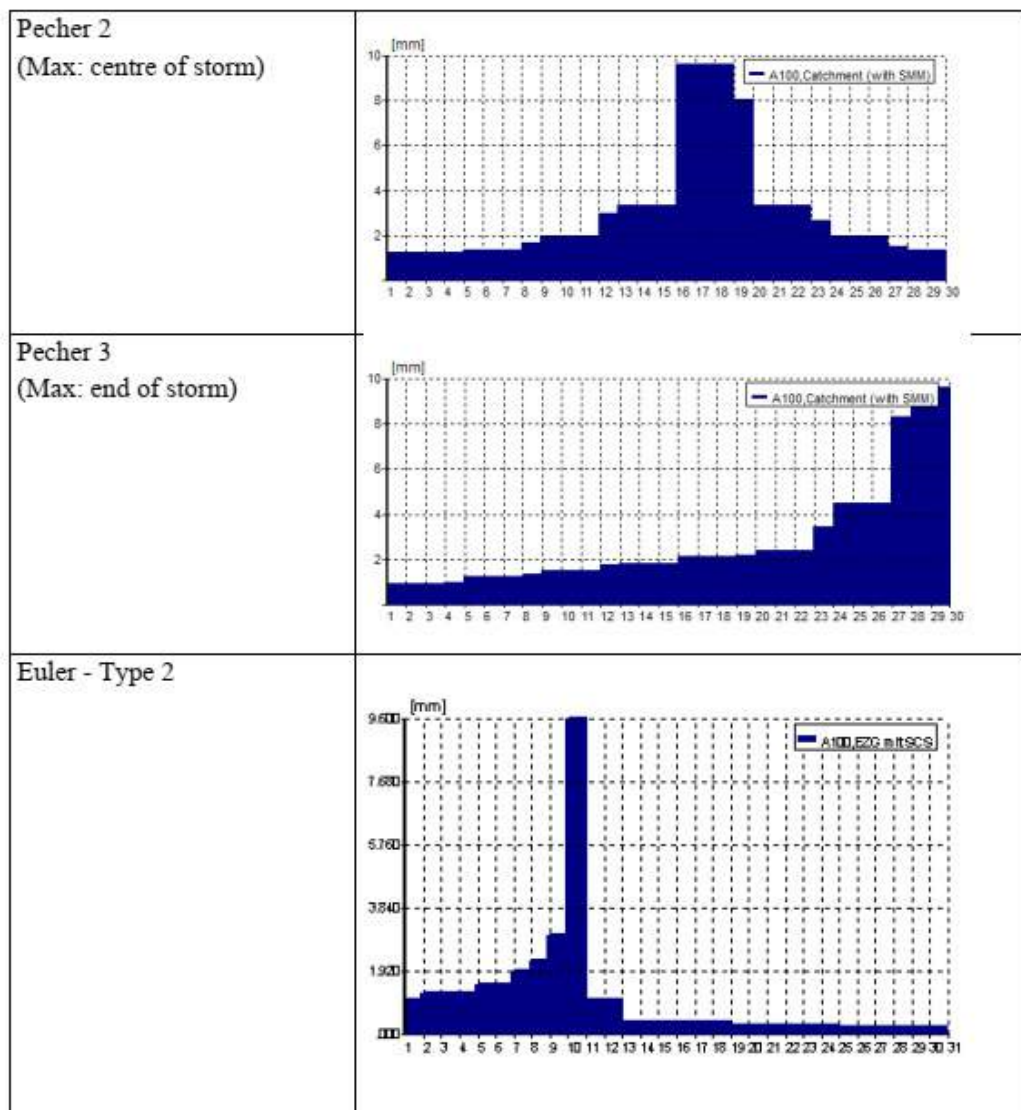 Pecher 2
(Max: centre of storm)
[mm]
10
A100,Catchment (with SMM)
8
6
4
2
1 2 3 4 5 6 7 8 9 10 11 12 13 14 15 16 17 18 19 20 21 22 23 24 25 26 27 28 29 30
Pecher 3
(Max: end of storm)
[mm]
10
A100,Catchment (with SMM)
8
6
4
2
1 2 3 4 5 6 7 8 9 10 11 12 13 14 15 16 17 18 19 20 21 22 23 24 25 26 27 28 29 30
Euler - Type 2
[mm]
9.600
A100,EZG mit SCS
7.680
5.760
3.840
1.920
.000
1 2 3 4 5 6 7 8 9 10 11 12 13 14 15 16 17 18 19 20 21 22 23 24 25 26 27 28 29 30 31